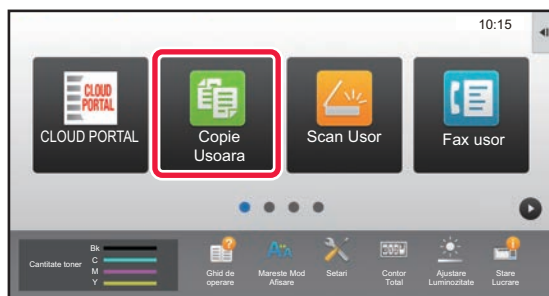 10:15
CLOUD
PORTAL
CLOUD PORTAL
Copie
Usoara
Scan Usor
Fax usor
Cantitate toner
Bk
C
M
Y
Ghid de
operare
Mareste Mod
Afisare
Setari
Contor
Total
Ajustare
Luminozitate
Stare
Lucrare